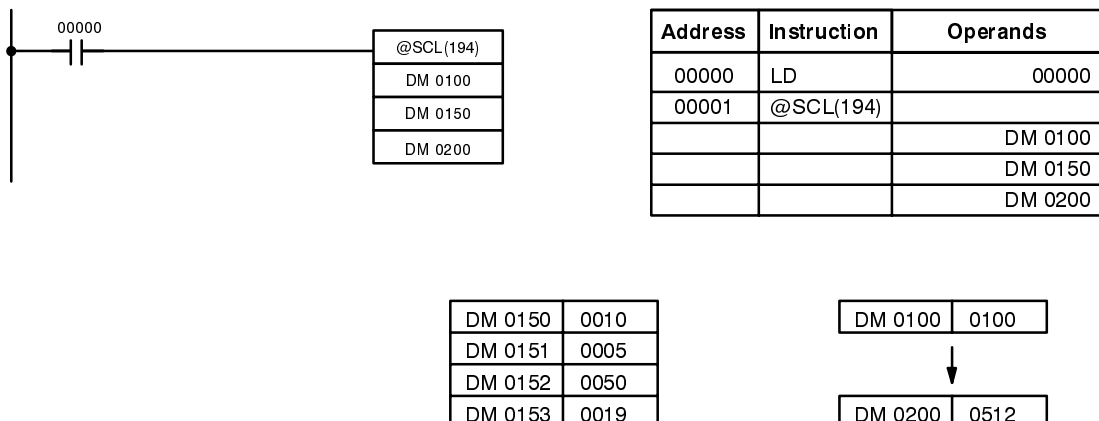 00000
@SCL(194)
DM 0100
DM 0150
DM 0200
Address Instruction Operands
00000 LD 00000
00001 @SCL(194)
DM 0100
DM 0150
DM 0200
DM 0150 0010
DM 0151 0005
DM 0152 0050
DM 0153 0019
DM 0100 0100
DM 0200 0512